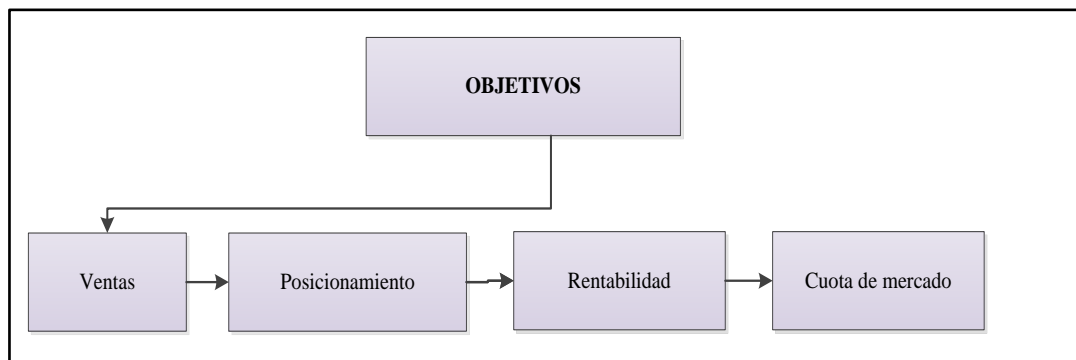 OBJETIVOS
Ventas
Posicionamiento
Rentabilidad
Cuota de mercado